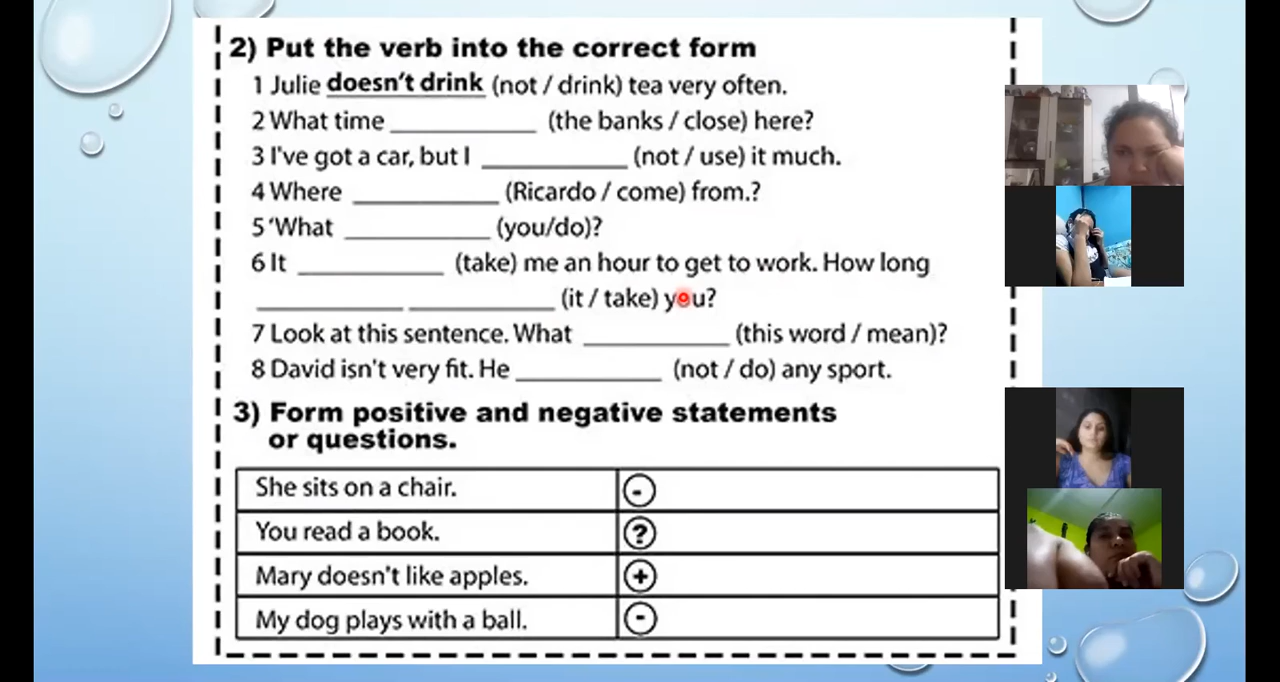 2) Put the verb into the correct form
1 Julie doesn't drink (not / drink) tea very often.
2 What time ____________ (the banks / close) here?
3 I've got a car, but I ____________ (not / use) it much.
4 Where ____________ (Ricardo / come) from.?
5 ‘What ____________ (you/do)?
6 It ____________ (take) me an hour to get to work. How long
____________ ____________ (it / take) you?
7 Look at this sentence. What ____________ (this word / mean)?
8 David isn't very fit. He ____________ (not / do) any sport.
3) Form positive and negative statements
or questions.
She sits on a chair. -
You read a book. ?
Mary doesn't like apples. +
My dog plays with a ball. -